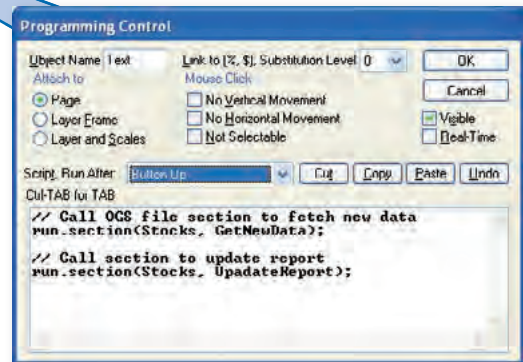 Programming Control
Object Name Text
Link to (%, $), Substitution Level 0
OK
Cancel
Attach to
Page
Layer Frame
Layer and Scales
Mouse Click
No Vertical Movement
No Horizontal Movement
Not Selectable
Visible
Real-Time
Script, Run After Button Up
Cut
Copy
Paste
Undo
Ctrl-TAB for TAB
// Call OGS file section to fetch new data
run.section(Stocks, GetNewData);
// Call section to update report
run.section(Stocks, UpadateReport);